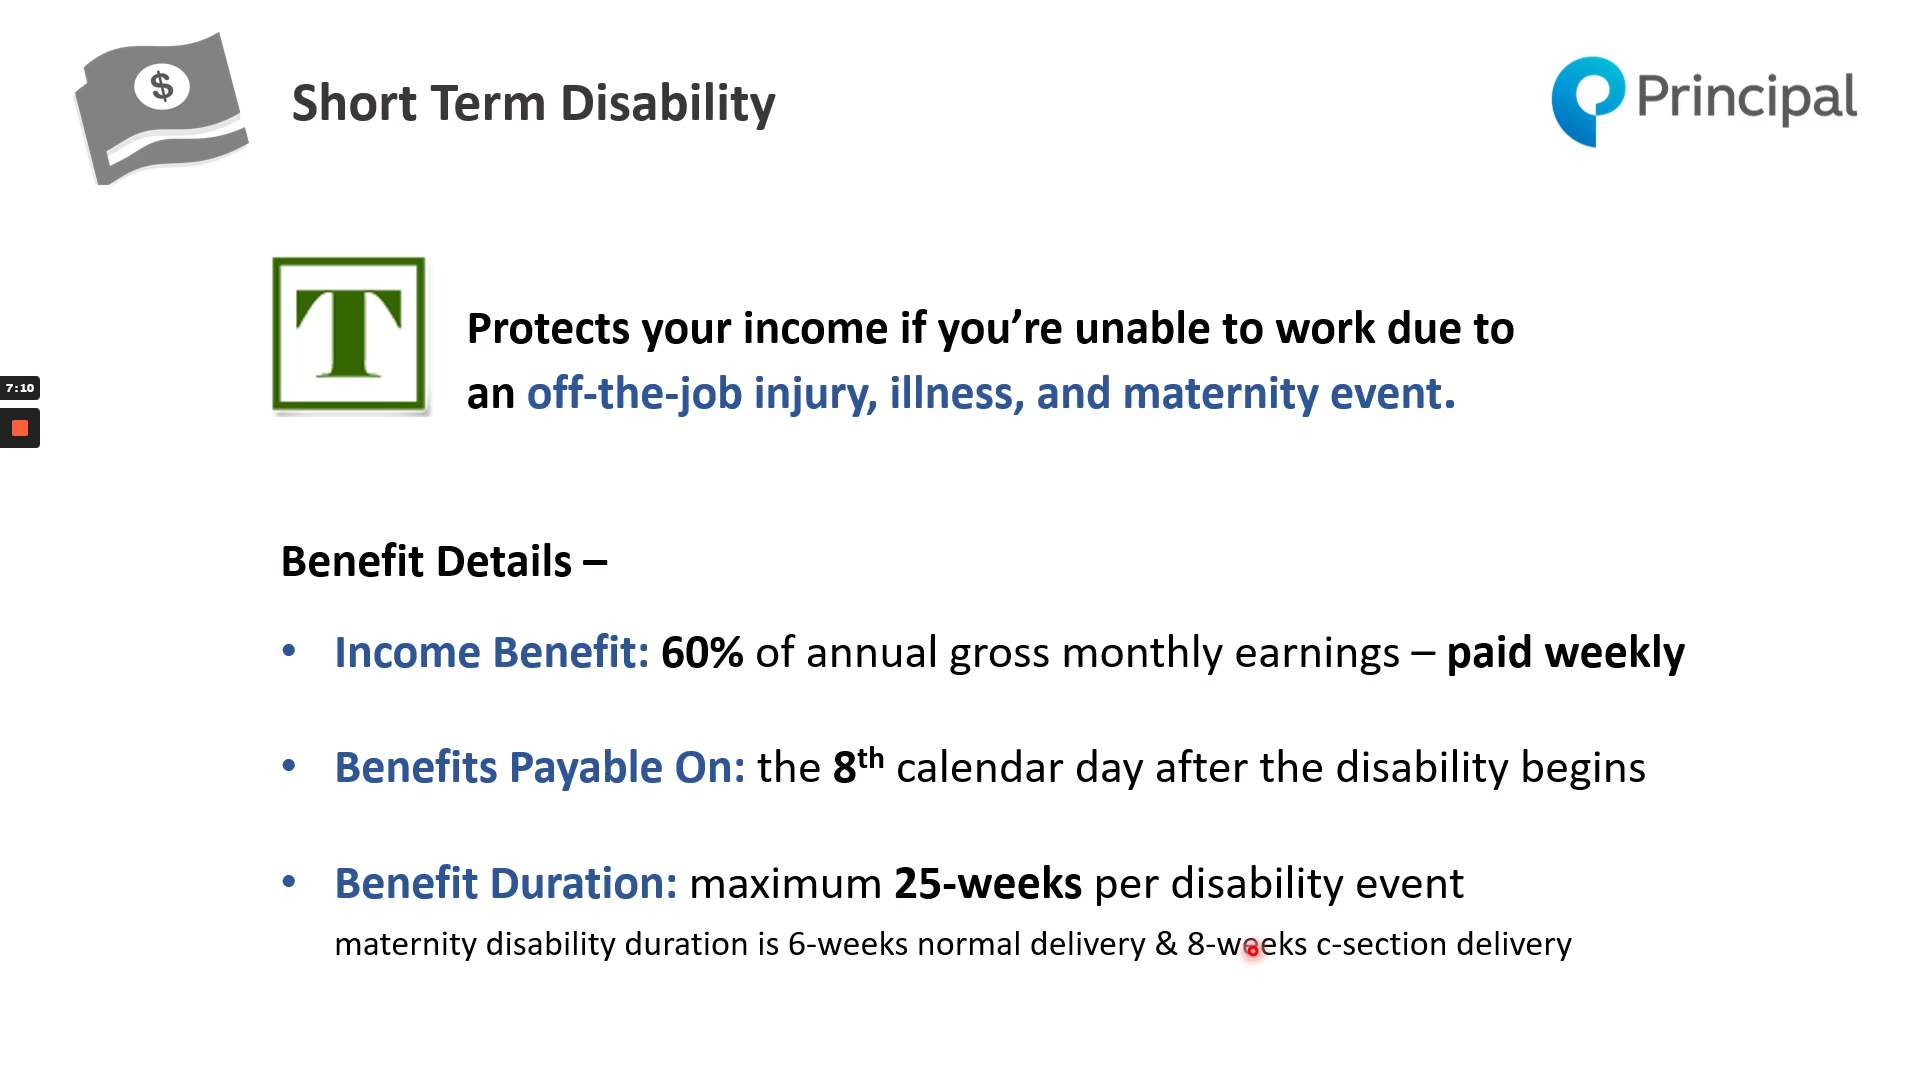 $
Short Term Disability
Principal
T
Protects your income if you’re unable to work due to
an off-the-job injury, illness, and maternity event.
7:10
Benefit Details –
• Income Benefit: 60% of annual gross monthly earnings – paid weekly
• Benefits Payable On: the 8th calendar day after the disability begins
• Benefit Duration: maximum 25-weeks per disability event
maternity disability duration is 6-weeks normal delivery & 8-weeks c-section delivery